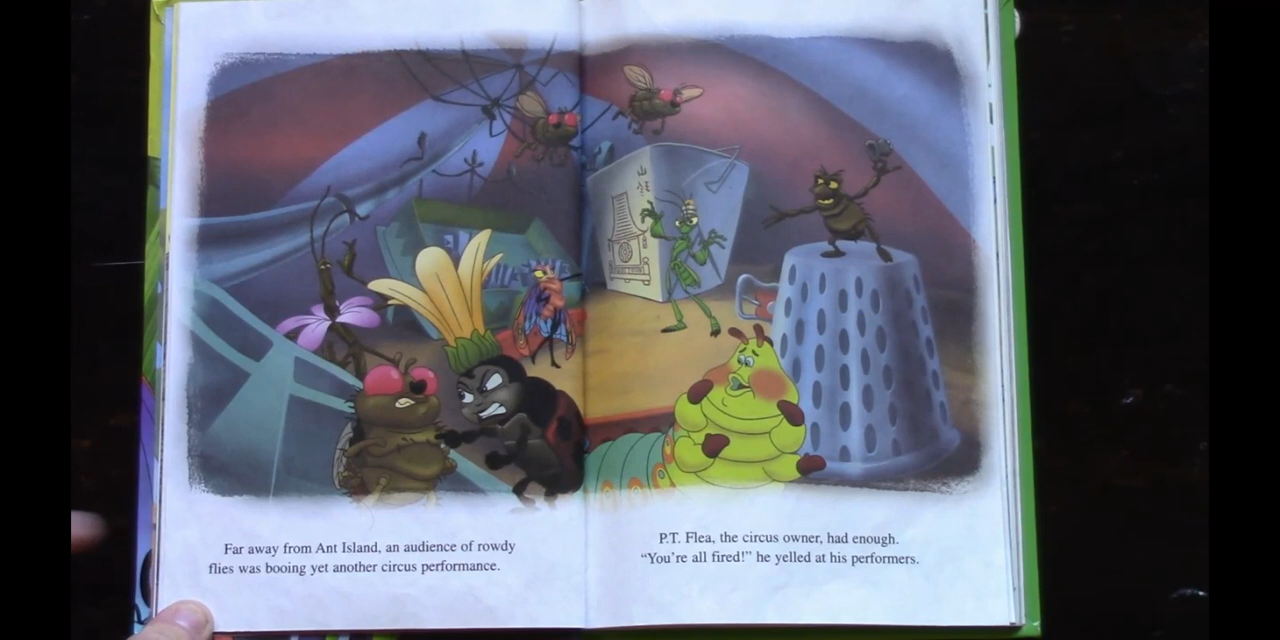 Far away from Ant Island, an audience of rowdy
flies was booing yet another circus performance.
P.T. Flea, the circus owner, had enough.
“You’re all fired!” he yelled at his performers.